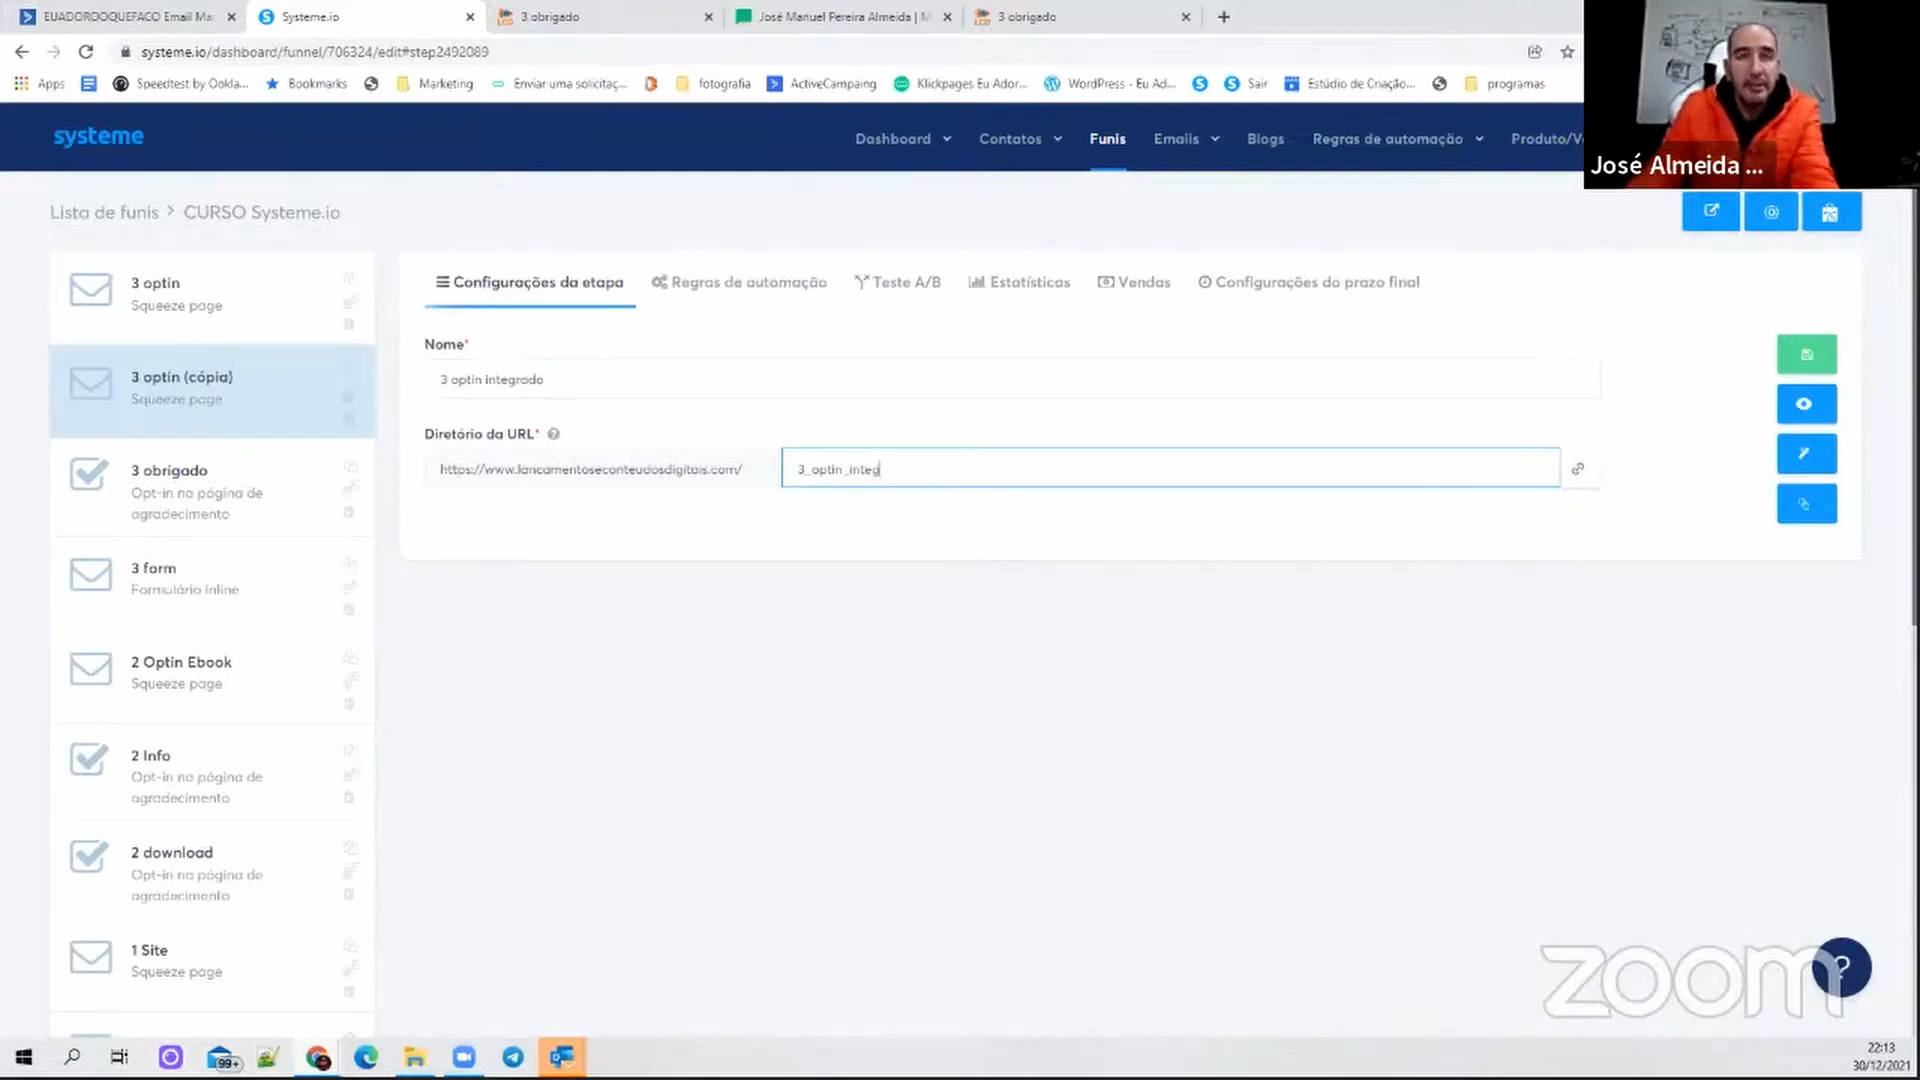 EUADOROOQUEFACO Email Mar
Systeme.io
3 obrigado
José Manuel Pereira Almeida | M
3 obrigado
systeme.io/dashboard/funnel/706324/edit#step2492089
Apps
Speedtest by Ookla...
Bookmarks
Marketing
Enviar uma solicitaç...
fotografia
ActiveCampaing
Klickpages Eu Ador...
WordPress - Eu Ad...
Sair
Estúdio de Criação...
programas
systeme
Dashboard
Contatos
Funis
Emails
Blogs
Regras de automação
Produto/V
José Almeida ...
Lista de funis > CURSO Systeme.io
3 optin
Squeeze page
3 optin (cópia)
Squeeze page
3 obrigado
Opt-in na página de
agradecimento
3 form
Formulário inline
2 Optin Ebook
Squeeze page
2 Info
Opt-in na página de
agradecimento
2 download
Opt-in na página de
agradecimento
1 Site
Squeeze page
Configurações da etapa
Regras de automação
Teste A/B
Estatísticas
Vendas
Configurações do prazo final
Nome*
3 optin integrado
Diretório da URL*
https://www.lancamentoseconteudosdigitais.com/
3_optin_integ
zoom
?
99+
22:13
30/12/2021